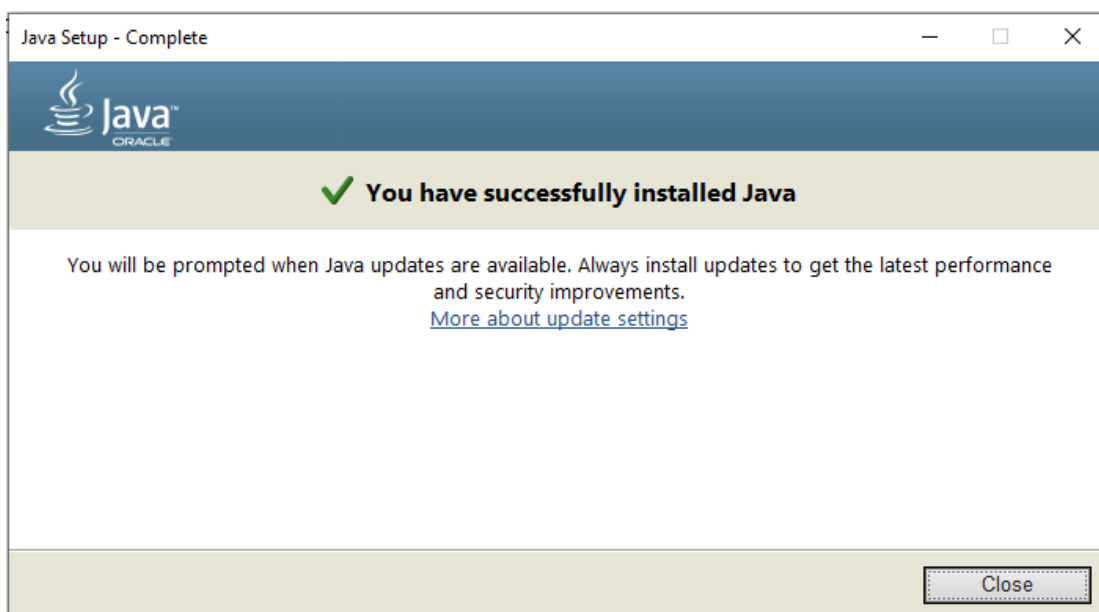 Java Setup - Complete
Java™
ORACLE
You have successfully installed Java
You will be prompted when Java updates are available. Always install updates to get the latest performance
and security improvements.
More about update settings
Close